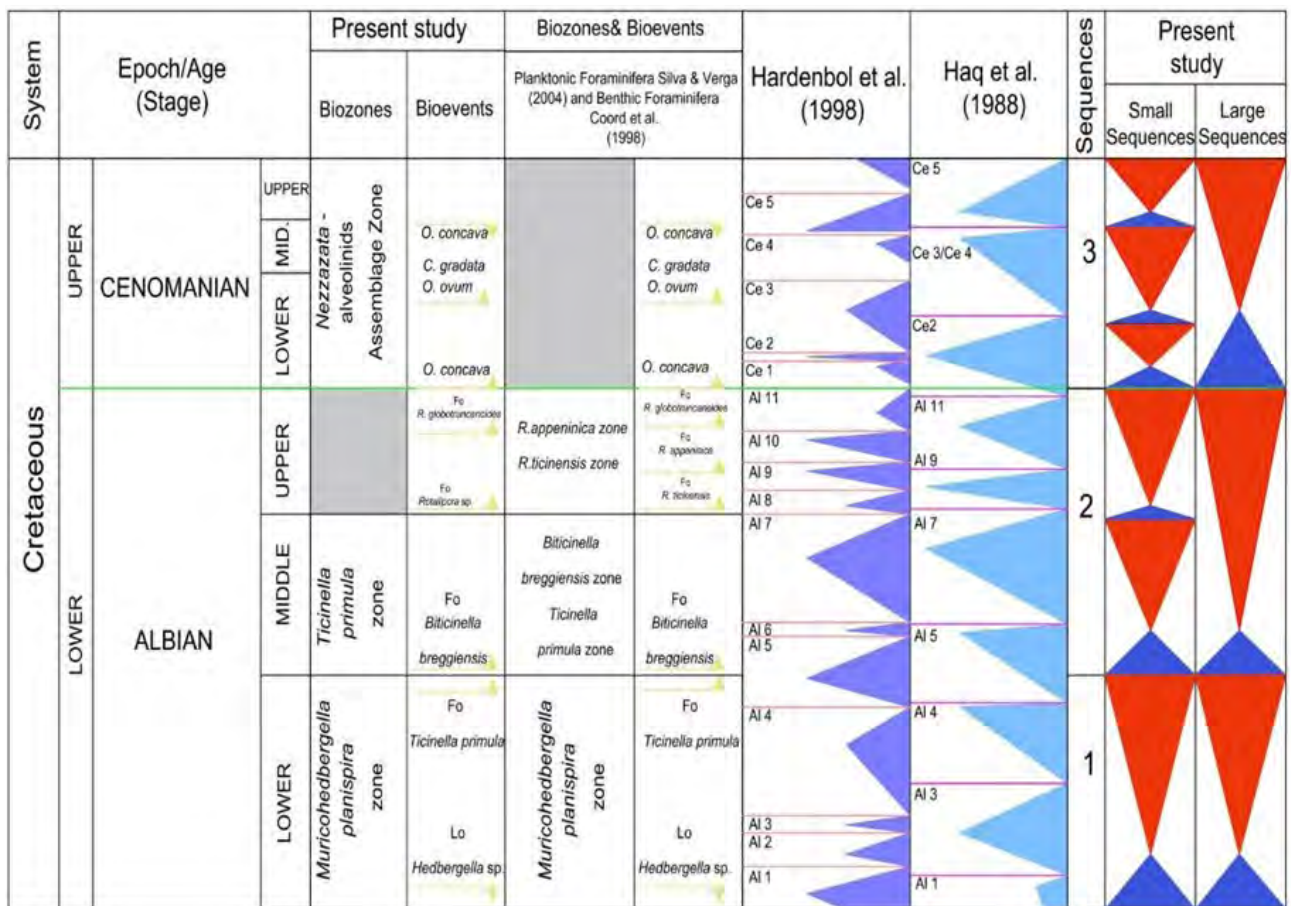 System
Epoch/Age
(Stage)
Present study
Biozones
Bioevents
Biozones& Bioevents
Planktonic Foraminifera Silva & Verga
(2004) and Benthic Foraminifera
Coord et al.
(1998)
Hardenbol et al.
(1998)
Haq et al.
(1988)
Sequences
Present
study
Small
Sequences
Large
Sequences
Cretaceous
UPPER
CENOMANIAN
UPPER
MID.
LOWER
Nezzazata -
alveolinids
Assemblage Zone
O. concava
C. gradata
O. ovum
O. concava
O. concava
C. gradata
O. ovum
O. concava
Ce 5
Ce 4
Ce 3
Ce 2
Ce 1
Ce 5
Ce 3/Ce 4
Ce2
3
LOWER
ALBIAN
UPPER
MIDDLE
LOWER
Ticinella
primula
zone
Muricohedbergella
planispira
zone
Fo
R. globotruncanoides
Fo
Rotalipora sp.
Fo
Biticinella
breggiensis
Fo
Ticinella primula
Lo
Hedbergella sp.
R.appeninica zone
R.ticinensis zone
Biticinella
breggiensis zone
Ticinella
primula zone
Muricohedbergella
planispira
zone
Fo
Fo
R. appeninica
Fo
R. ticinensis
Fo
Biticinella
breggiensis
Fo
Ticinella primula
Lo
Hedbergella sp.
Al 11
Al 10
Al 9
Al 8
Al 7
Al 6
Al 5
Al 4
Al 3
Al 2
Al 1
Al 11
Al 9
Al 7
Al 5
Al 4
Al 3
Al 1
2
1